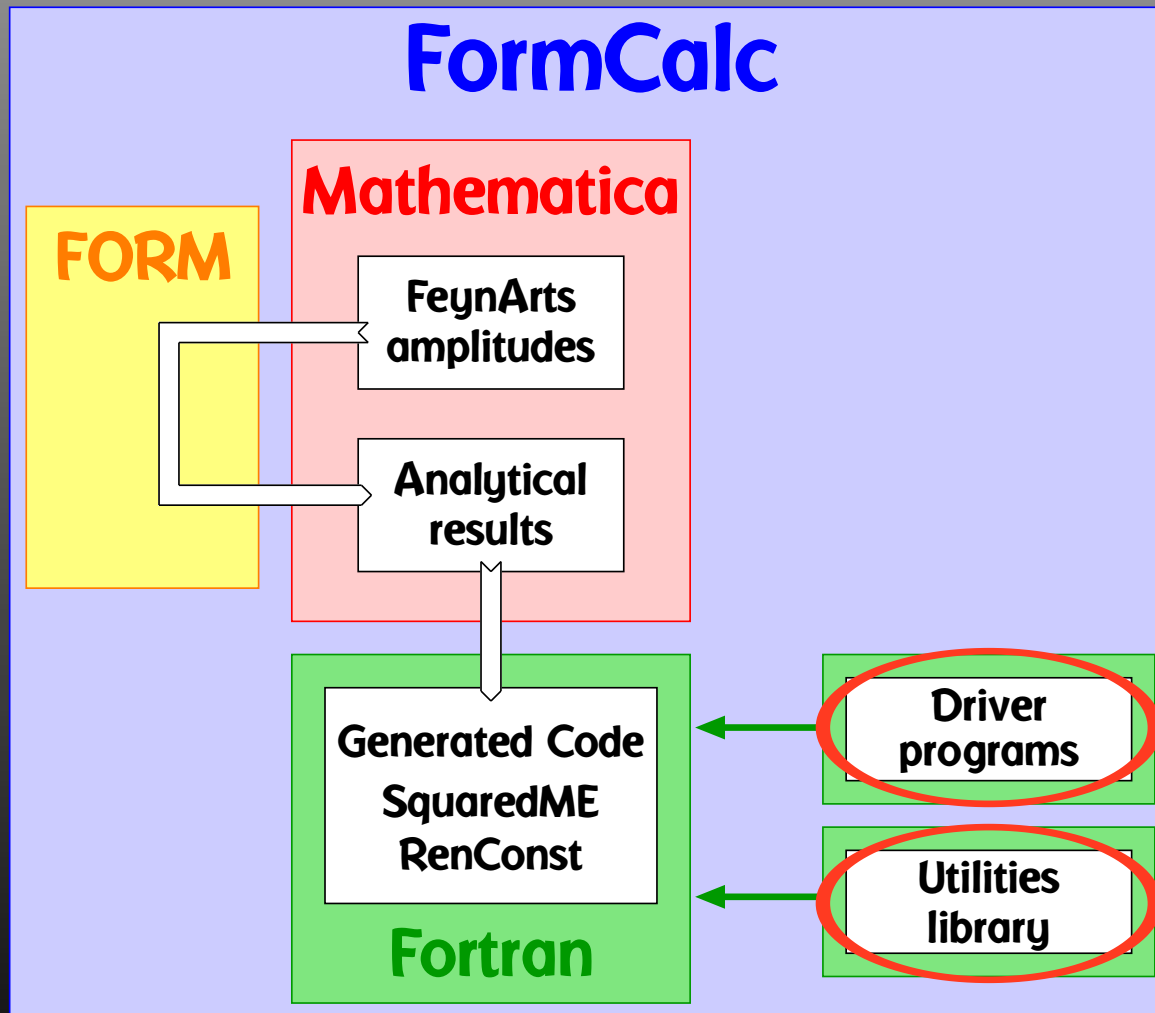 FormCalc
Mathematica
FORM
FeynArts
amplitudes
Analytical
results
Generated Code
SquaredME
RenConst
Fortran
Driver
programs
Utilities
library